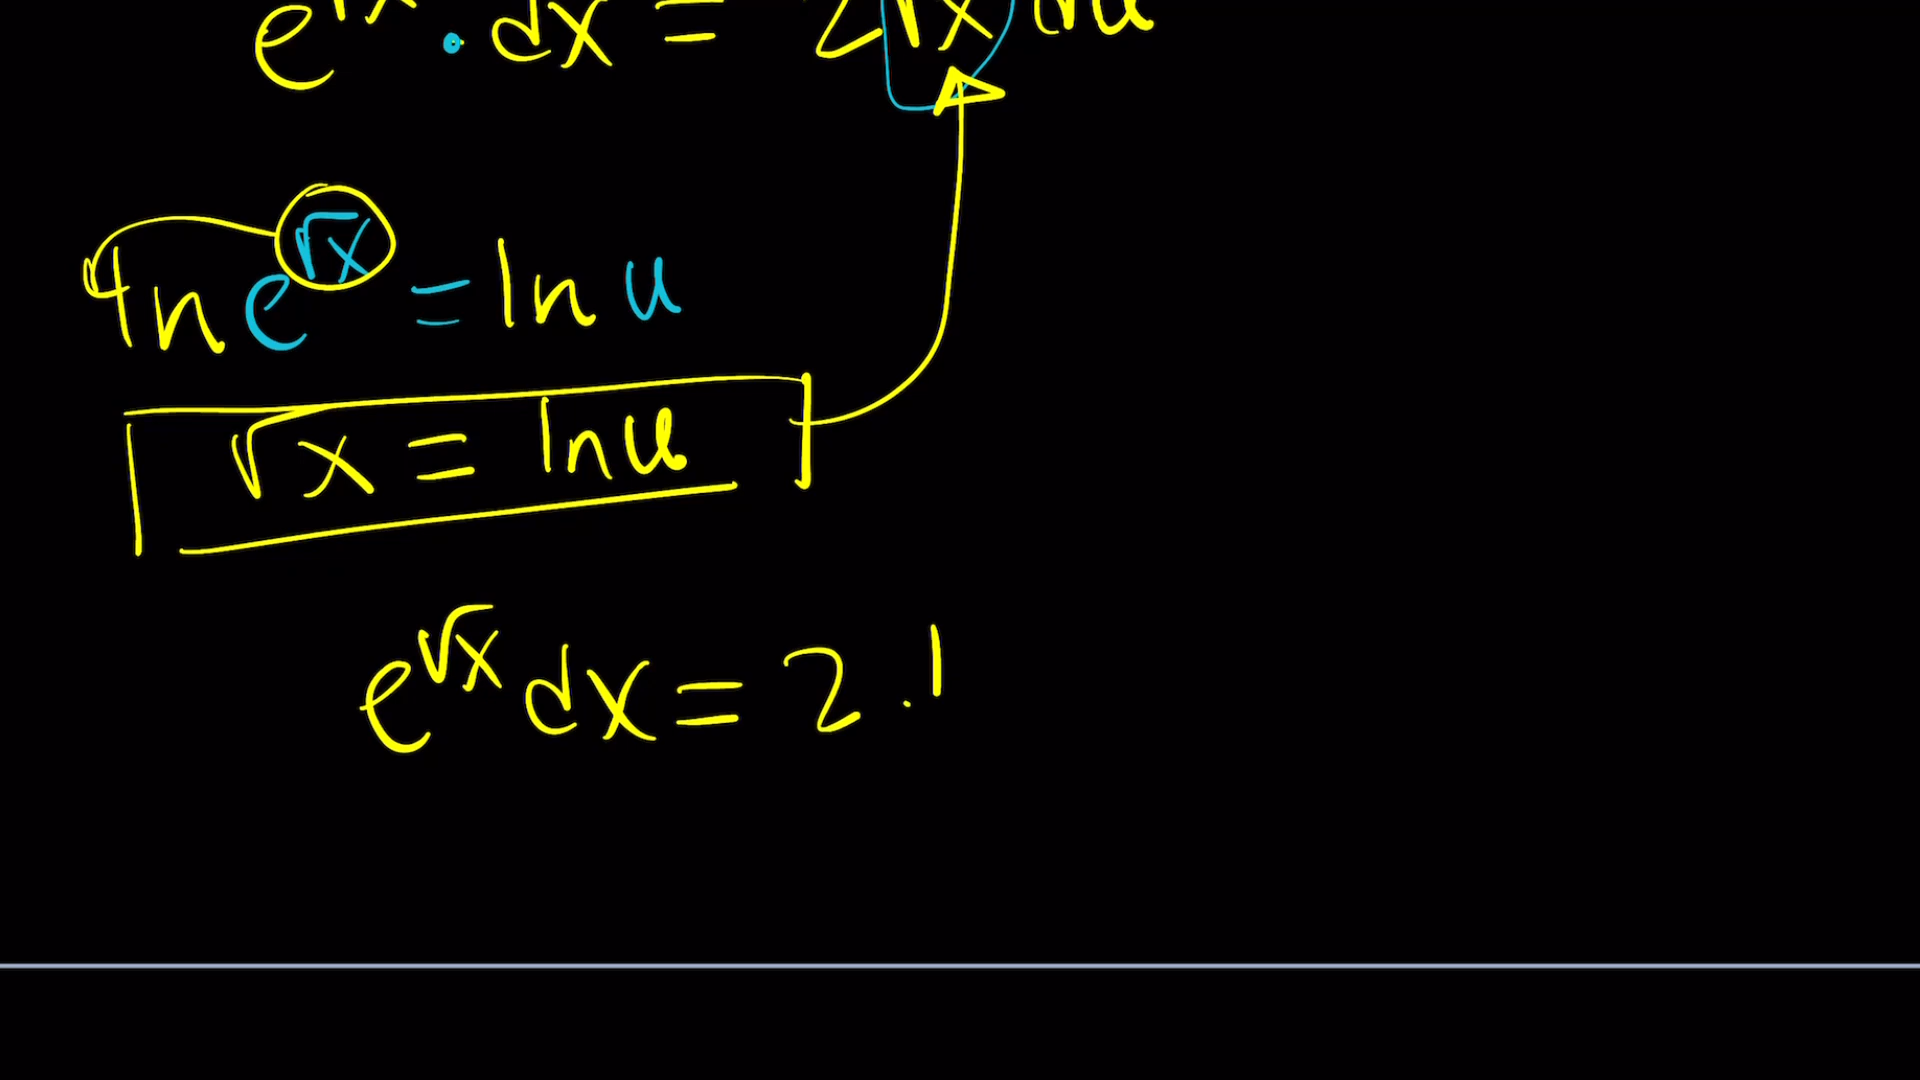 e^√x · dx = 2√x du
ln e^√x = ln u
√x = ln u
e^√x dx = 2 . l